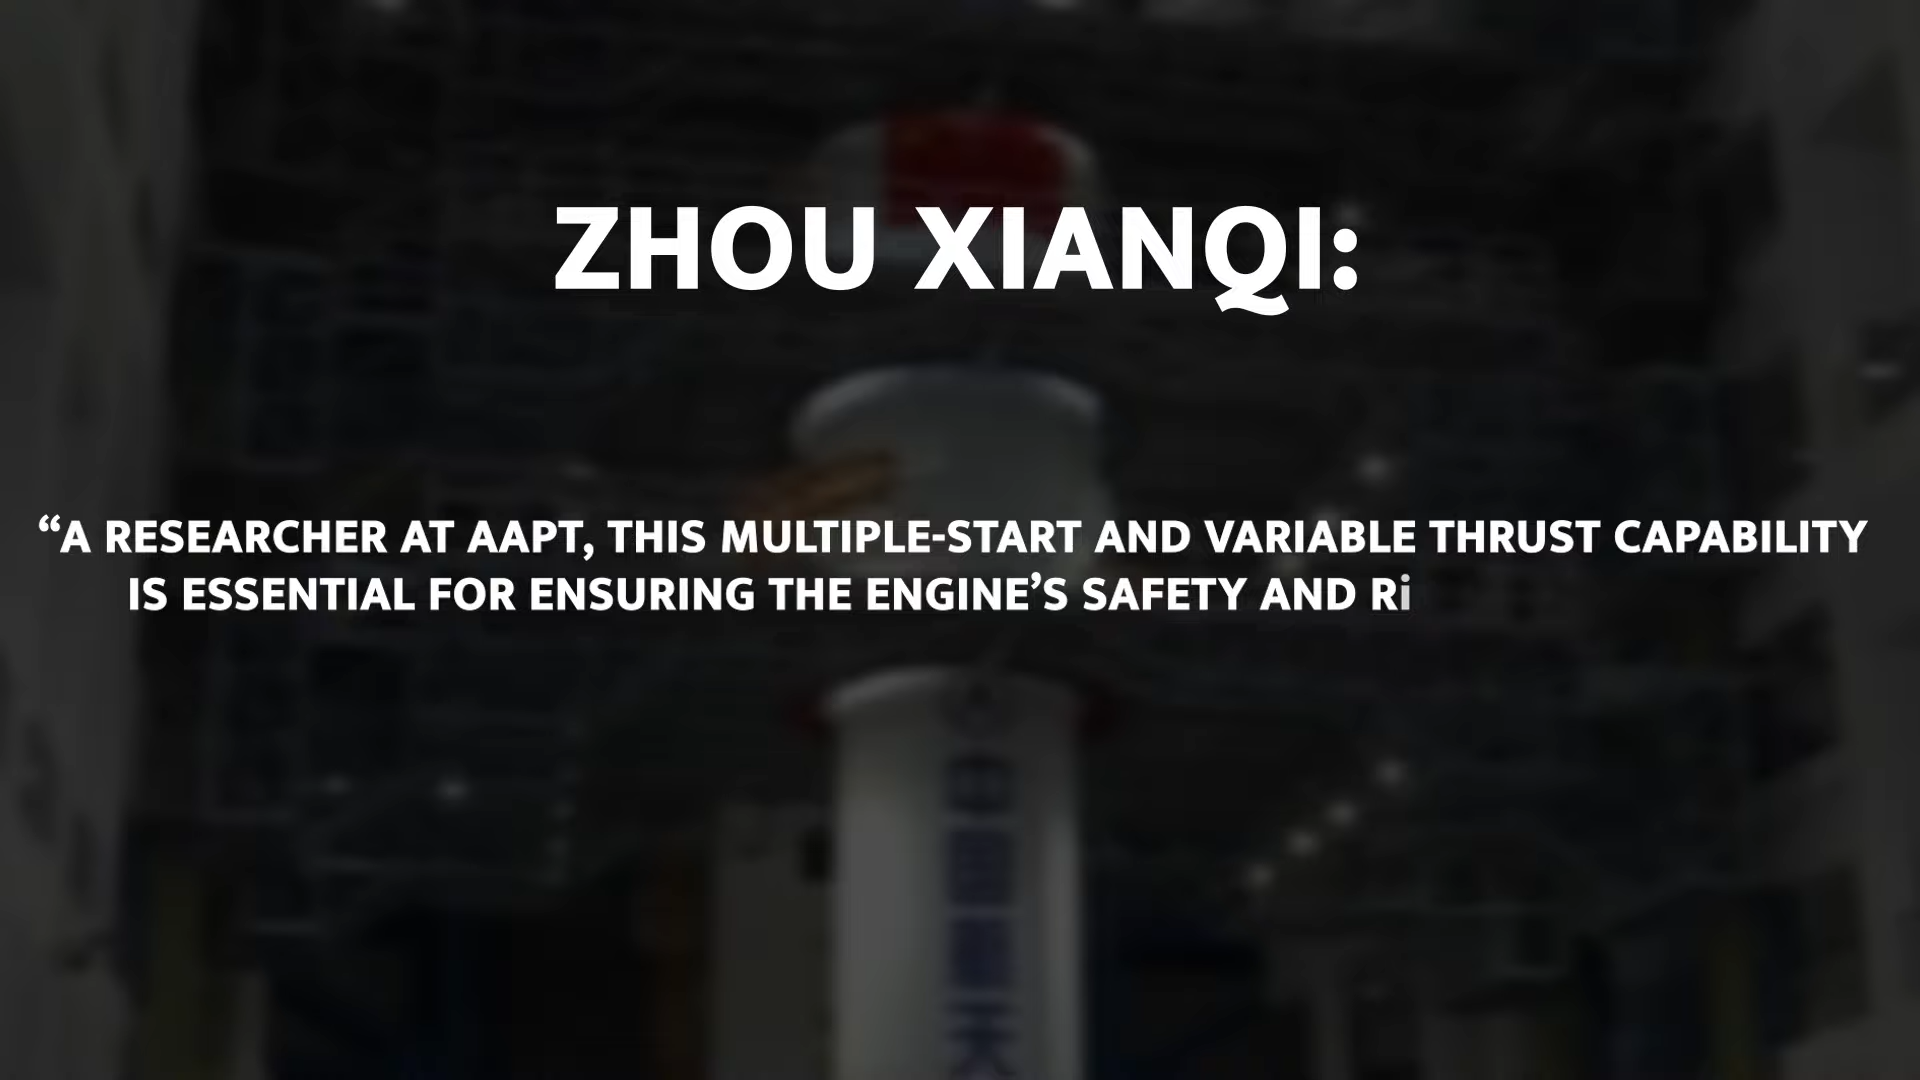 ZHOU XIANQI:
“A RESEARCHER AT AAPT, THIS MULTIPLE-START AND VARIABLE THRUST CAPABILITY
IS ESSENTIAL FOR ENSURING THE ENGINE’S SAFETY AND Ri